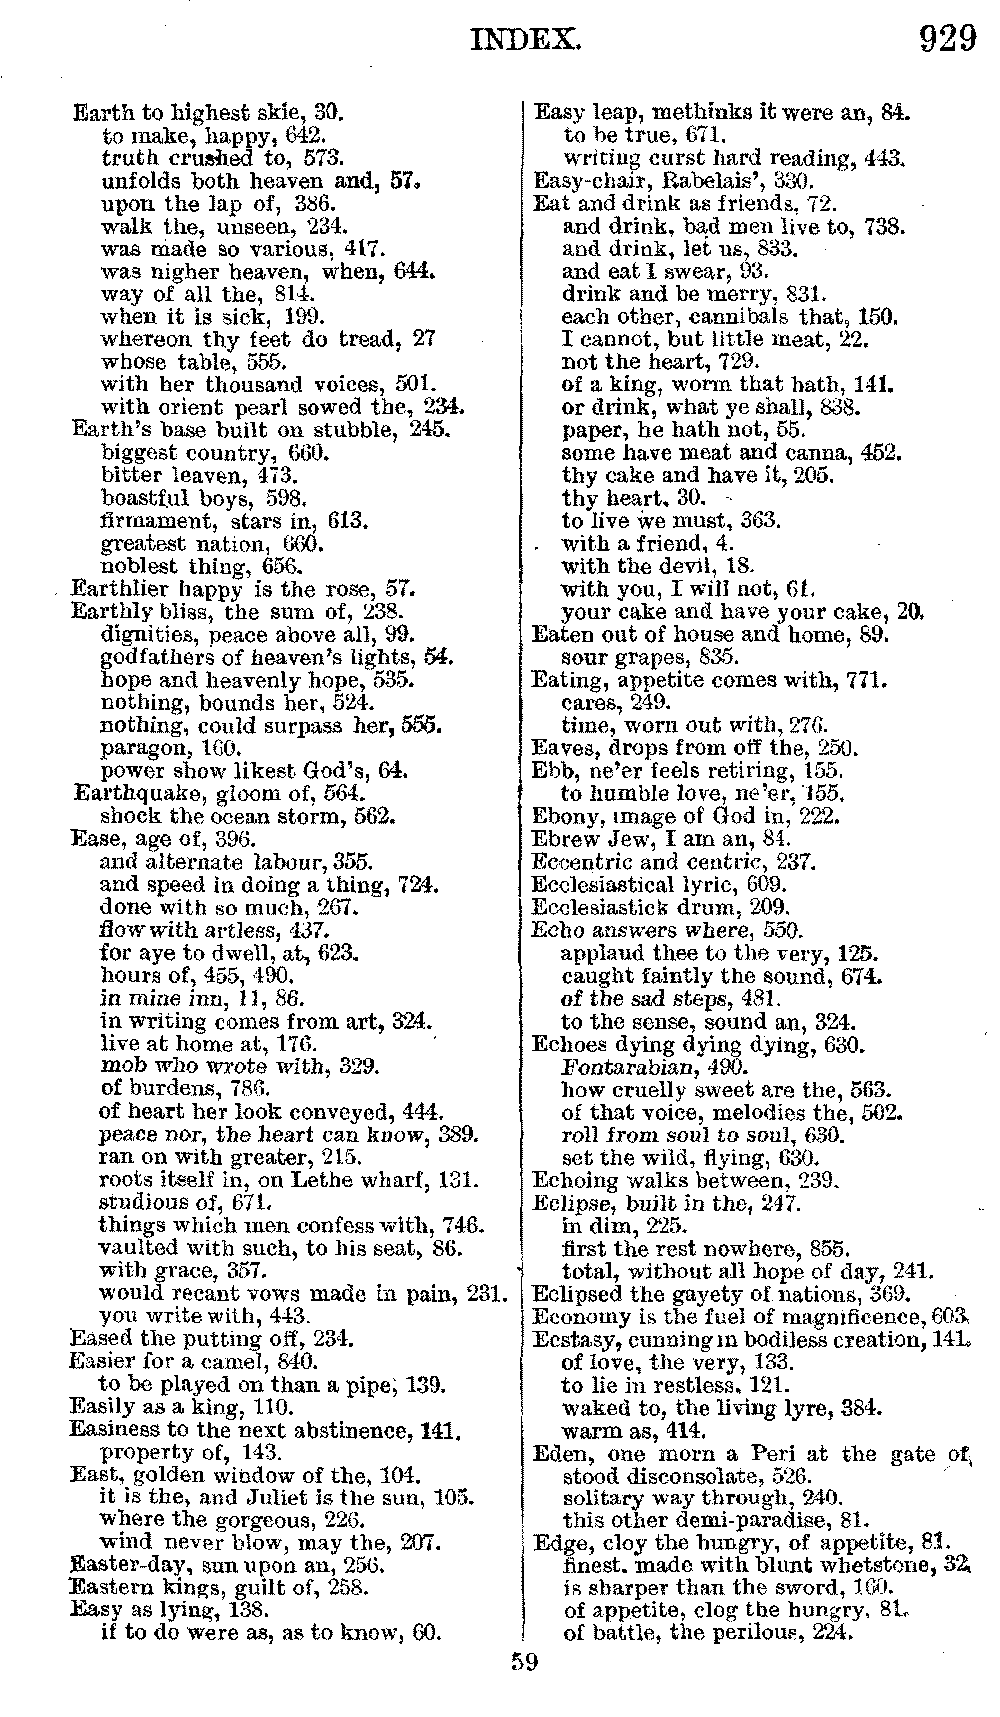 INDEX. 929
Earth to highest skie, 30.
to make, happy, 642.
truth crushed to, 573.
unfolds both heaven and, 57.
upon the lap of, 386.
walk the, unseen, 234.
was made so various, 417.
was nigher heaven, when, 644.
way of all the, 814.
when it is sick, 199.
whereon thy feet do tread, 27
whose table, 555.
with her thousand voices, 501.
with orient pearl sowed the, 234.
Earth's base built on stubble, 245.
biggest country, 660.
bitter leaven, 473.
boastful boys, 598.
firmament, stars in, 613.
greatest nation, 660.
noblest thing, 656.
Earthlier happy is the rose, 57.
Earthly bliss, the sum of, 238.
dignities, peace above all, 99.
godfathers of heaven's lights, 54.
hope and heavenly hope, 535.
nothing, bounds her, 524.
nothing, could surpass her, 555.
paragon, 160.
power show likest God's, 64.
Earthquake, gloom of, 564.
shock the ocean storm, 562.
Ease, age of, 396.
and alternate labour, 355.
and speed in doing a thing, 724.
done with so much, 267.
flow with artless, 437.
for aye to dwell, at, 623.
hours of, 455, 490.
in mine inn, 11, 86.
in writing comes from art, 324.
live at home at, 176.
mob who wrote with, 329.
of burdens, 786.
of heart her look conveyed, 444.
peace nor, the heart can know, 389.
ran on with greater, 215.
roots itself in, on Lethe wharf, 131.
studious of, 671.
things which men confess with, 746.
vaulted with such, to his seat, 86.
with grace, 357.
would recant vows made in pain, 231.
you write with, 443.
Eased the putting off, 234.
Easier for a camel, 840.
to be played on than a pipe, 139.
Easily as a king, 110.
Easiness to the next abstinence, 141.
property of, 143.
East, golden window of the, 104.
it is the, and Juliet is the sun, 105.
where the gorgeous, 226.
wind never blow, may the, 207.
Easter-day, sun upon an, 256.
Eastern kings, guilt of, 258.
Easy as lying, 138.
if to do were as, as to know, 60.
Easy leap, methinks it were an, 84.
to be true, 671.
writing curst hard reading, 443.
Easy-chair, Rabelais', 330.
Eat and drink as friends, 72.
and drink, bad men live to, 738.
and drink, let us, 833.
and eat I swear, 93.
drink and be merry, 831.
each other, cannibals that, 150.
I cannot, but little meat, 22.
not the heart, 729.
of a king, worm that hath, 141.
or drink, what ye shall, 838.
paper, he hath not, 55.
some have meat and canna, 452.
thy cake and have it, 205.
thy heart, 30.
to live we must, 363.
with a friend, 4.
with the devil, 18.
with you, I will not, 61.
your cake and have your cake, 20.
Eaten out of house and home, 89.
sour grapes, 835.
Eating, appetite comes with, 771.
cares, 249.
time, worn out with, 276.
Eaves, drops from off the, 250.
Ebb, ne'er feels retiring, 155.
to humble love, ne'er, 155.
Ebony, image of God in, 222.
Ebrew Jew, I am an, 84.
Eccentric and centric, 237.
Ecclesiastical lyric, 609.
Ecclesiastick drum, 209.
Echo answers where, 550.
applaud thee to the very, 125.
caught faintly the sound, 674.
of the sad steps, 481.
to the sense, sound an, 324.
Echoes dying dying dying, 630.
Fontarabian, 490.
how cruelly sweet are the, 563.
of that voice, melodies the, 502.
roll from soul to soul, 630.
set the wild, flying, 630.
Echoing walks between, 239.
Eclipse, built in the, 247.
in dim, 225.
first the rest nowhere, 855.
total, without all hope of day, 241.
Eclipsed the gayety of nations, 369.
Economy is the fuel of magnificence, 603.
Ecstasy, cunning in bodiless creation, 141.
of love, the very, 133.
to lie in restless, 121.
waked to, the living lyre, 384.
warm as, 414.
Eden, one morn a Peri at the gate of,
stood disconsolate, 526.
solitary way through, 240.
this other demi-paradise, 81.
Edge, cloy the hungry, of appetite, 81.
finest, made with blunt whetstone, 32.
is sharper than the sword, 160.
of appetite, clog the hungry, 81.
of battle, the perilous, 224.
59